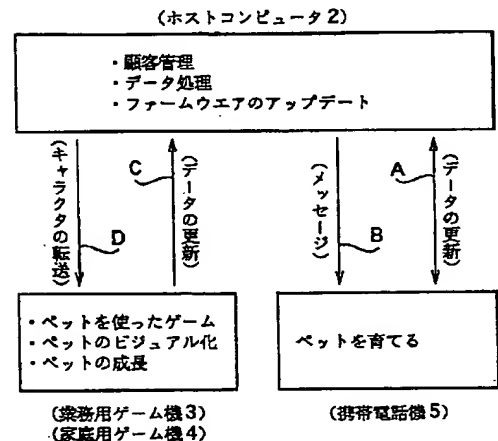 (ホストコンピュータ2)
・顧客管理
・データ処理
・ファームウエアのアップデート
(キャラクタの転送)
D
C
(データの更新)
(メッセージ)
B
A
(データの更新)
・ペットを使ったゲーム
・ペットのビジュアル化
・ペットの成長
ペットを育てる
(業務用ゲーム機3)
(家庭用ゲーム機4)
(携帯電話機5)